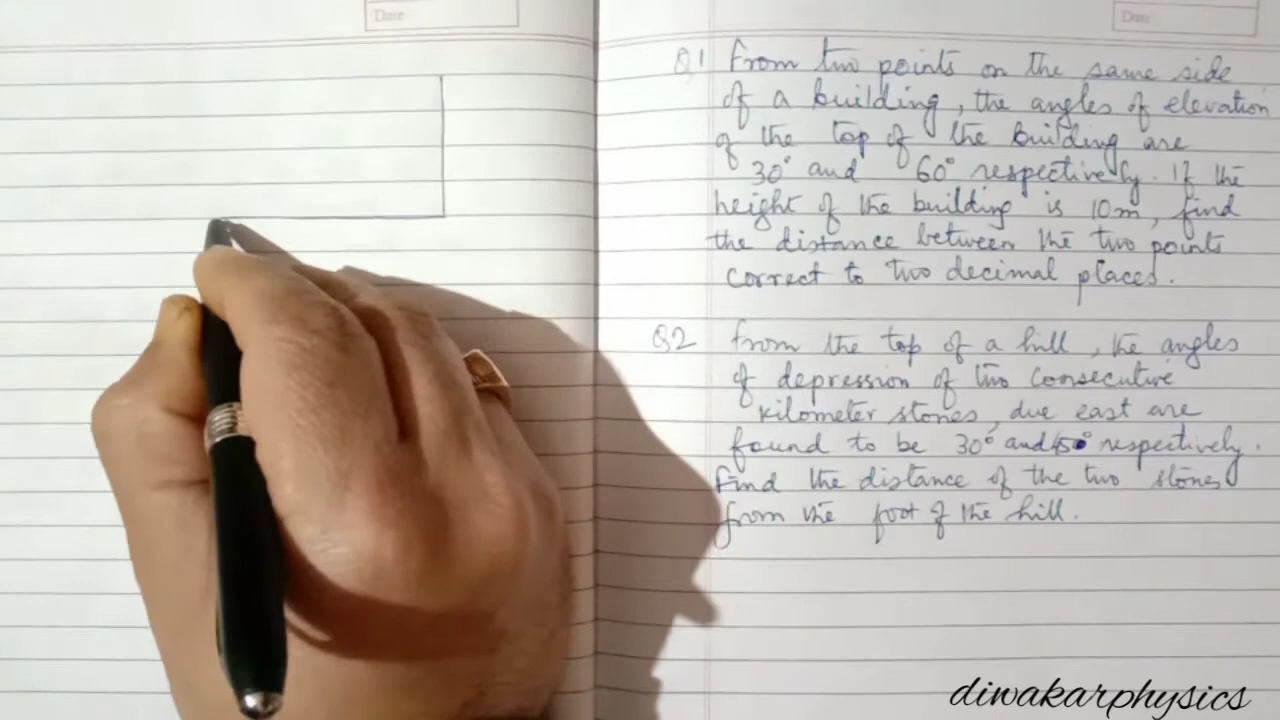 Date
Date
Q1 From two points on the same side
of a building, the angles of elevation
of the top of the building are
30° and 60° respectively. If the
height of the building is 10m, find
the distance between the two points
correct to two decimal places.
Q2 From the top of a hill, the angles
of depression of two consecutive
kilometer stones, due east are
found to be 30° and 45° respectively.
Find the distance of the two stones
from the foot of the hill.
diwakarphysics